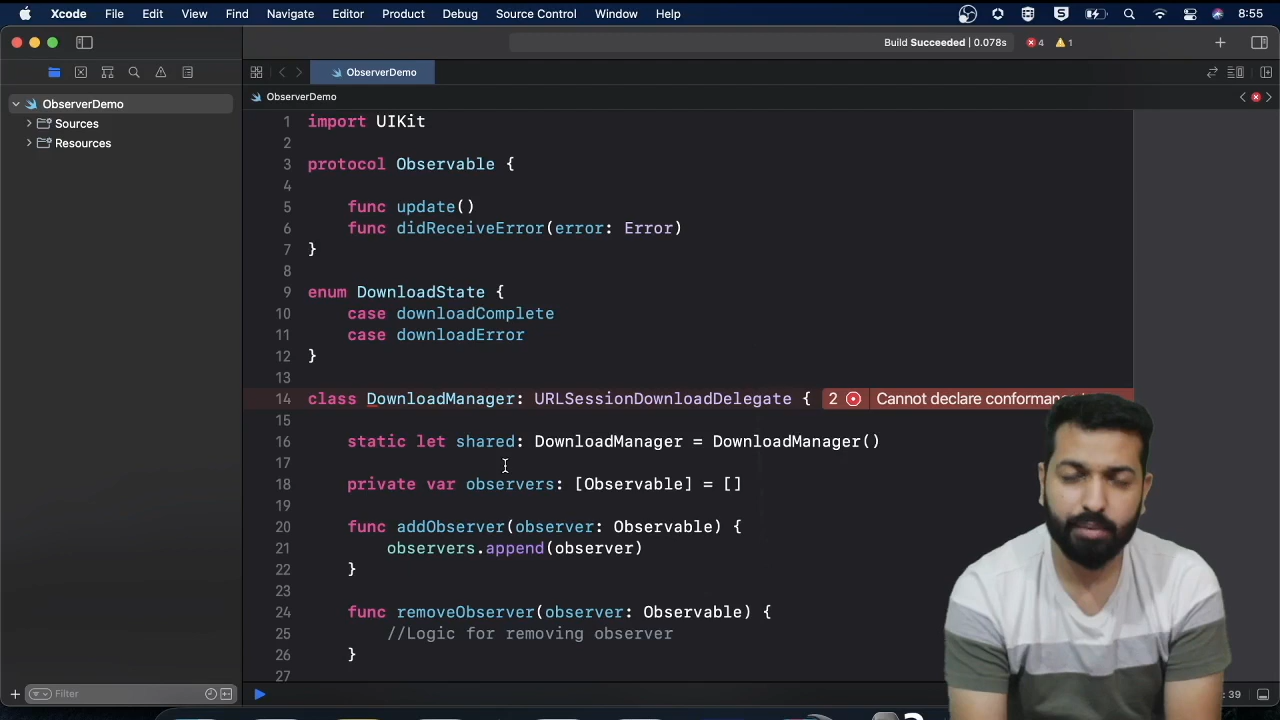 Xcode File Edit View Find Navigate Editor Product Debug Source Control Window Help 8:55
Build Succeeded | 0.078s 4 1
ObserverDemo
ObserverDemo
ObserverDemo
Sources
Resources
1 import UIKit
2
3 protocol Observable {
4
5 func update()
6 func didReceiveError(error: Error)
7 }
8
9 enum DownloadState {
10 case downloadComplete
11 case downloadError
12 }
13
14 class DownloadManager: URLSessionDownloadDelegate { 2 Cannot declare conformance
15
16 static let shared: DownloadManager = DownloadManager()
17
18 private var observers: [Observable] = []
19
20 func addObserver(observer: Observable) {
21 observers.append(observer)
22 }
23
24 func removeObserver(observer: Observable) {
25 //Logic for removing observer
26 }
27
Filter
: 39